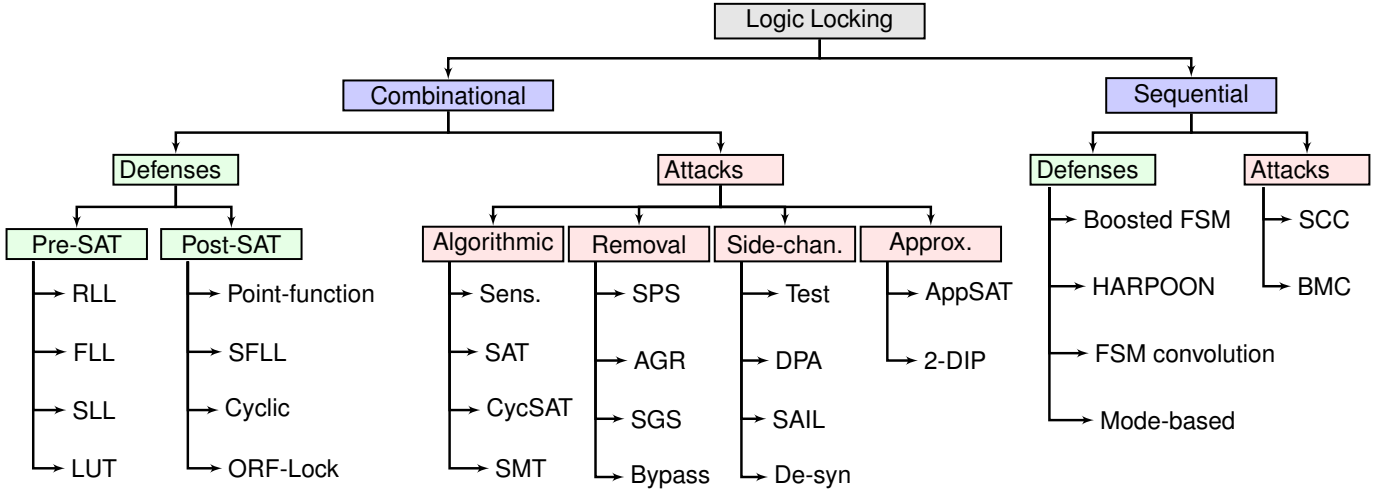 Logic Locking
Combinational
Sequential
Defenses
Attacks
Defenses
Attacks
Pre-SAT
Post-SAT
Algorithmic
Removal
Side-chan.
Approx.
RLL
FLL
SLL
LUT
Point-function
SFLL
Cyclic
ORF-Lock
Sens.
SAT
CycSAT
SMT
SPS
AGR
SGS
Bypass
Test
DPA
SAIL
De-syn
AppSAT
2-DIP
Boosted FSM
HARPOON
FSM convolution
Mode-based
SCC
BMC